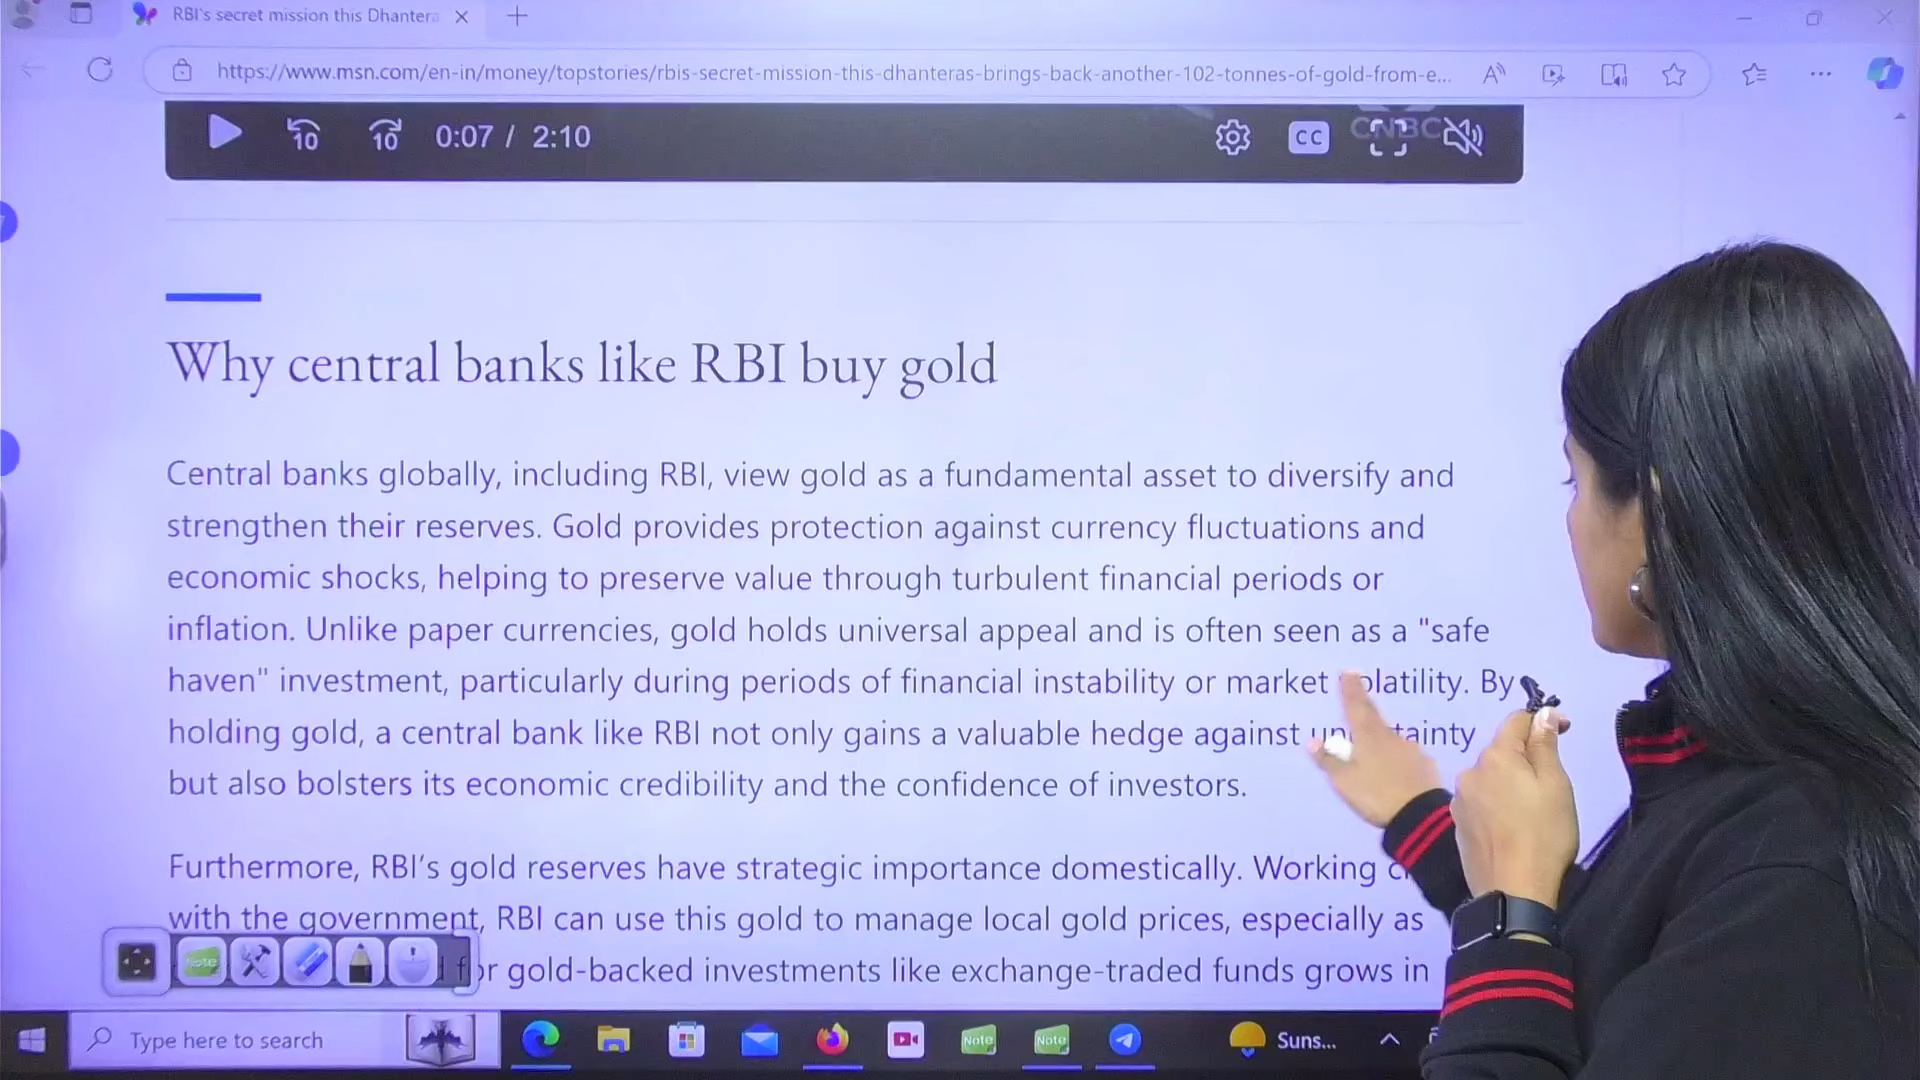 RBI's secret mission this Dhantera
https://www.msn.com/en-in/money/topstories/rbis-secret-mission-this-dhanteras-brings-back-another-102-tonnes-of-gold-from-e...
10 10 0:07 / 2:10 CC CNBC
Why central banks like RBI buy gold
Central banks globally, including RBI, view gold as a fundamental asset to diversify and
strengthen their reserves. Gold provides protection against currency fluctuations and
economic shocks, helping to preserve value through turbulent financial periods or
inflation. Unlike paper currencies, gold holds universal appeal and is often seen as a "safe
haven" investment, particularly during periods of financial instability or market olatility. By
holding gold, a central bank like RBI not only gains a valuable hedge against un tainty
but also bolsters its economic credibility and the confidence of investors.
Furthermore, RBI’s gold reserves have strategic importance domestically. Working
with the government, RBI can use this gold to manage local gold prices, especially as
for gold-backed investments like exchange-traded funds grows in
Note
Type here to search Note Note Suns...